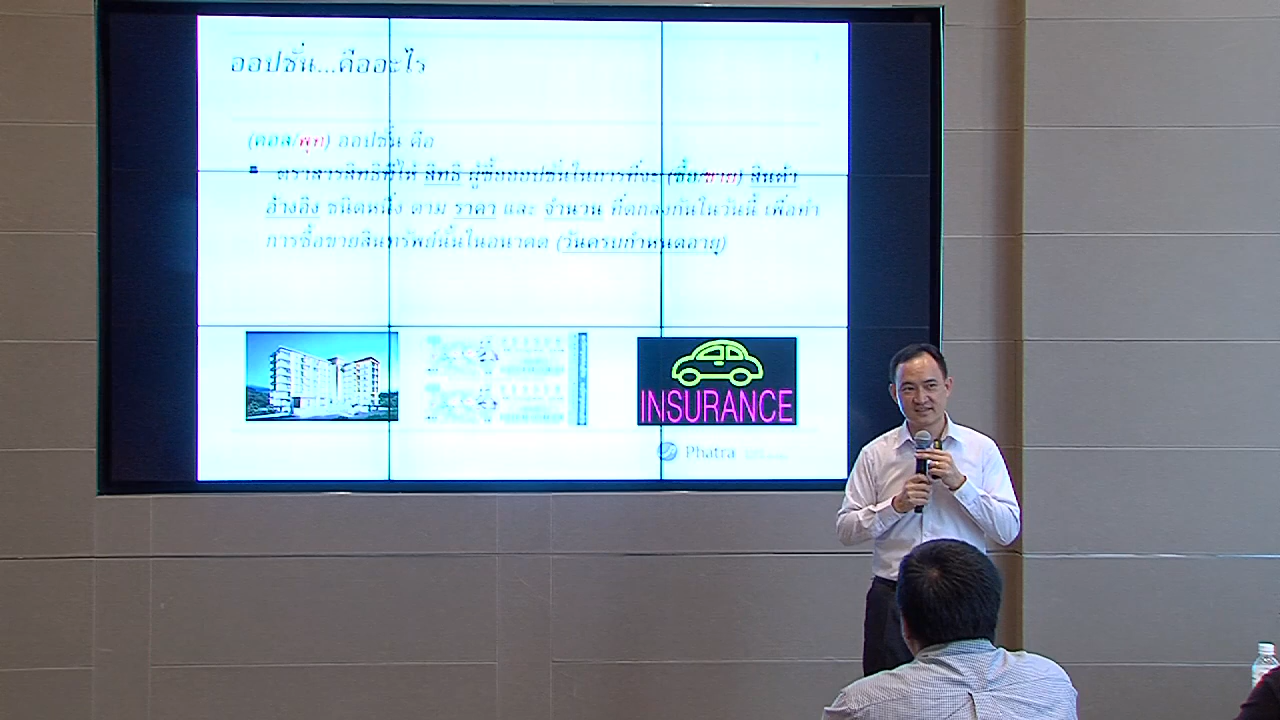 ออปชั่น...คืออะไร
(คอล/พุท) ออปชั่น คือ
ตราสารสิทธิที่ให้ สิทธิ ผู้ซื้อออปชั่นในการที่จะ (ซื้อ/ขาย) สินค้า
อ้างอิง ชนิดหนึ่ง ตาม ราคา และ จำนวน ที่ตกลงกันในวันนี้ เพื่อทำ
การซื้อขายสินทรัพย์นั้นในอนาคต (วันครบกำหนดอายุ)
INSURANCE
Phatra